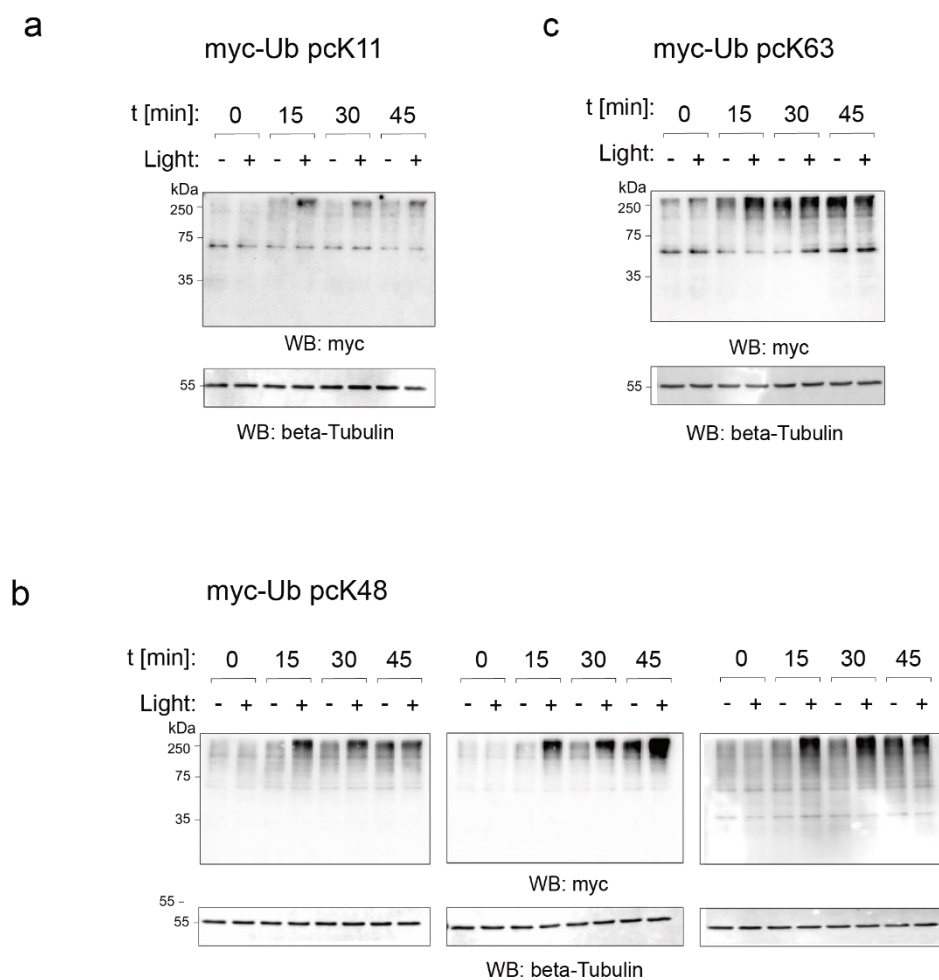 a
myc-Ub pcK11
t [min]: 0 15 30 45
Light: - + - + - + - +
kDa
250
75
35
WB: myc
55
WB: beta-Tubulin
c
myc-Ub pcK63
t [min]: 0 15 30 45
Light: - + - + - + - +
kDa
250
75
35
WB: myc
55
WB: beta-Tubulin
b
myc-Ub pcK48
t [min]: 0 15 30 45 0 15 30 45 0 15 30 45
Light: - + - + - + - + - + - + - + - + - + - + - + - +
kDa
250
75
35
WB: myc
55
55
WB: beta-Tubulin